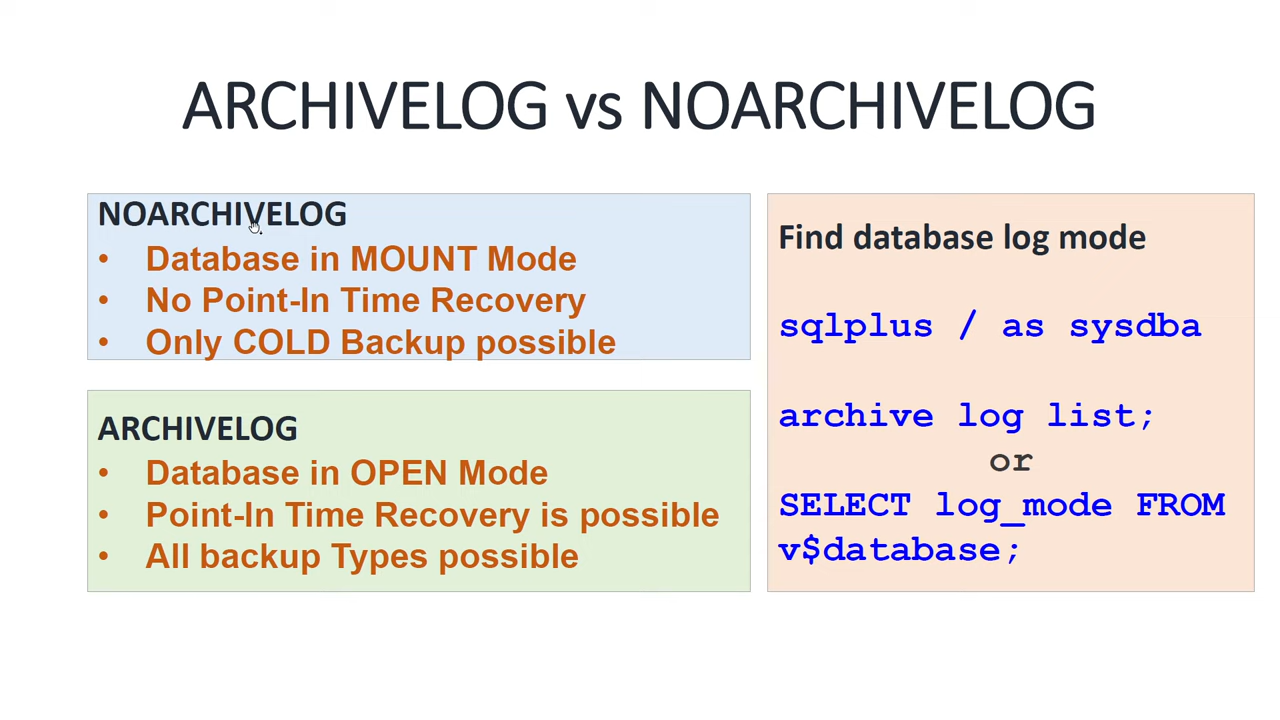 ARCHIVELOG vs NOARCHIVELOG
NOARCHIVELOG
• Database in MOUNT Mode
• No Point-In Time Recovery
• Only COLD Backup possible
ARCHIVELOG
• Database in OPEN Mode
• Point-In Time Recovery is possible
• All backup Types possible
Find database log mode
sqlplus / as sysdba
archive log list;
or
SELECT log_mode FROM
v$database;